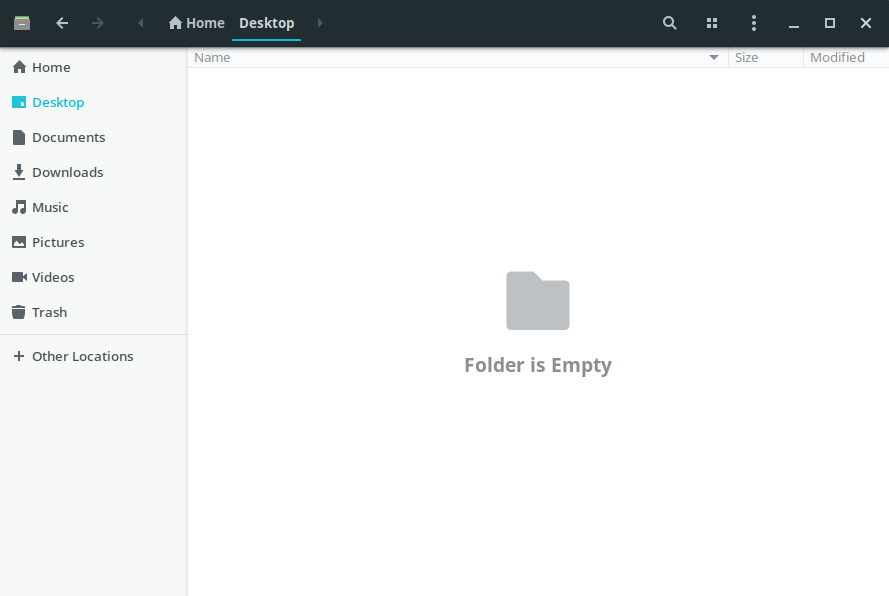 Home Desktop
Name Size Modified
Home
Desktop
Documents
Downloads
Music
Pictures
Videos
Trash
Other Locations
Folder is Empty